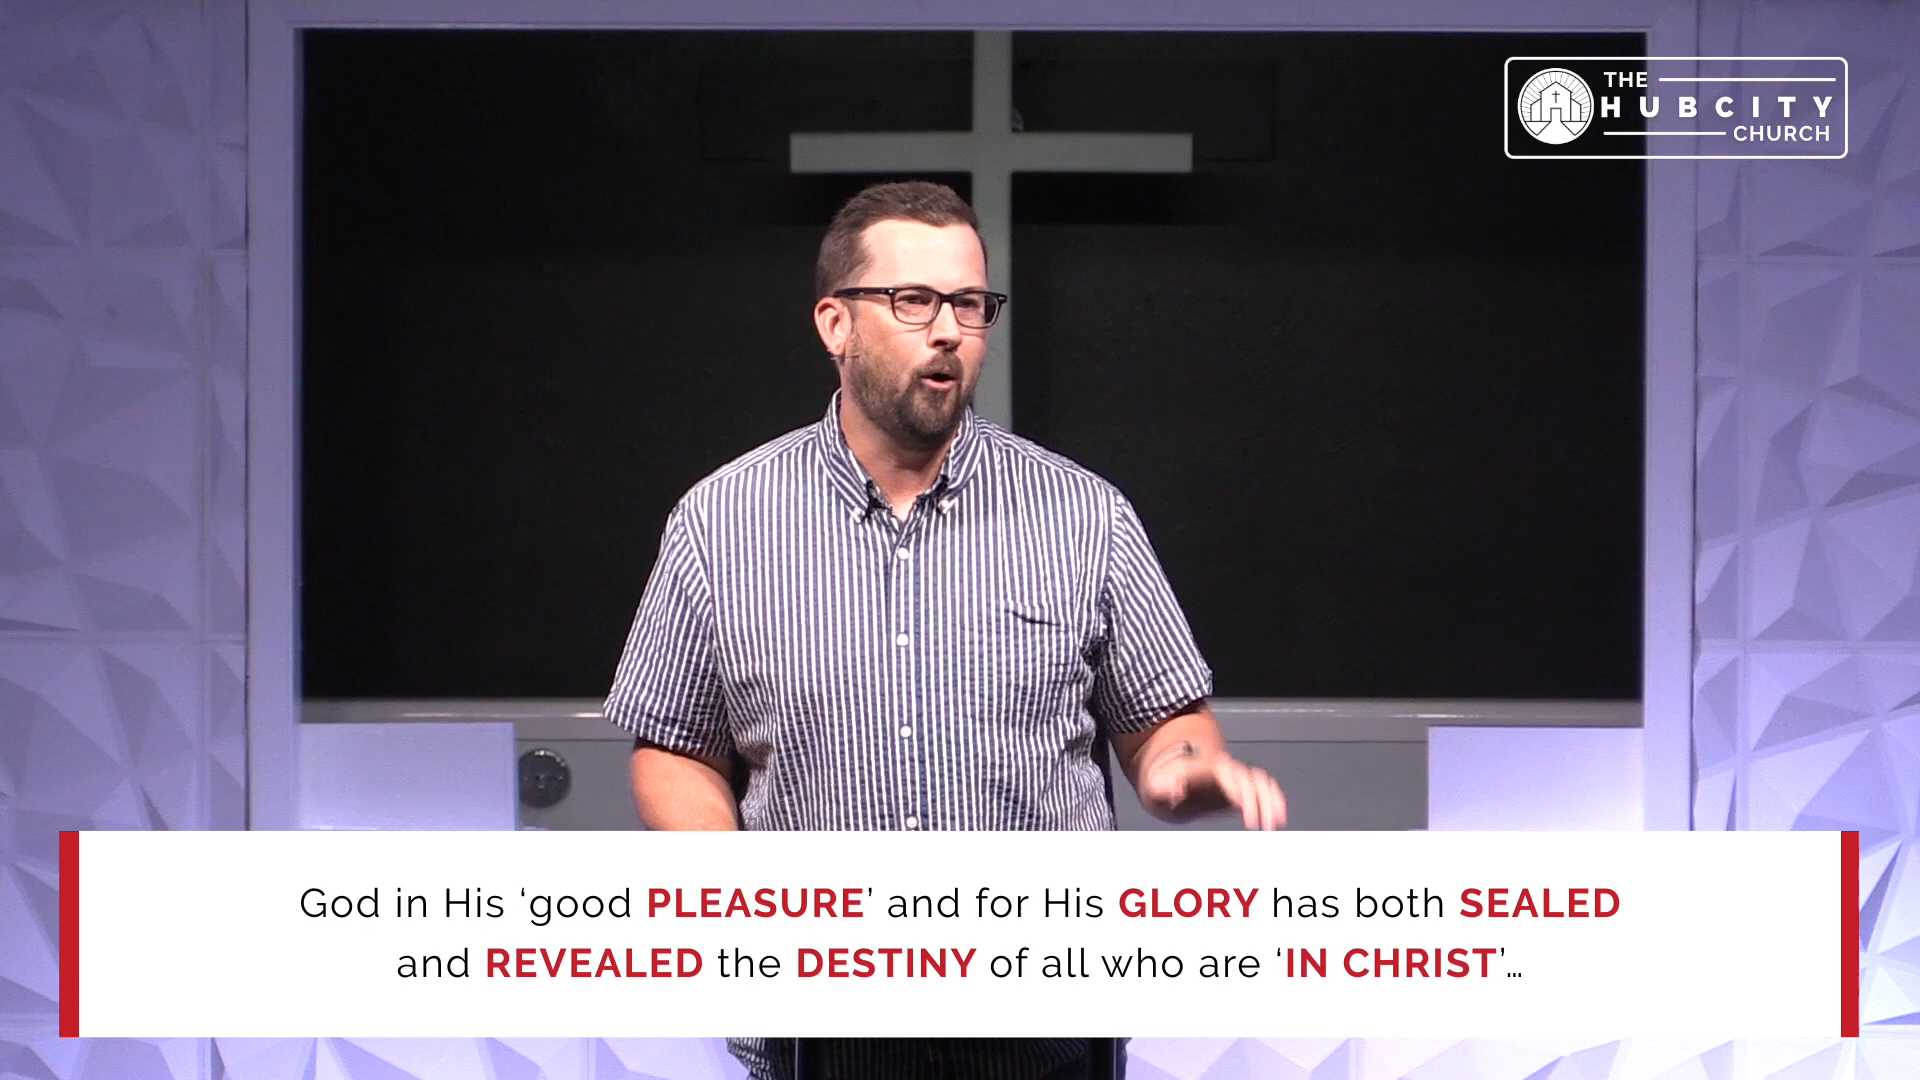 THE
HUBCITY
CHURCH
God in His ‘good PLEASURE’ and for His GLORY has both SEALED
and REVEALED the DESTINY of all who are ‘IN CHRIST’...